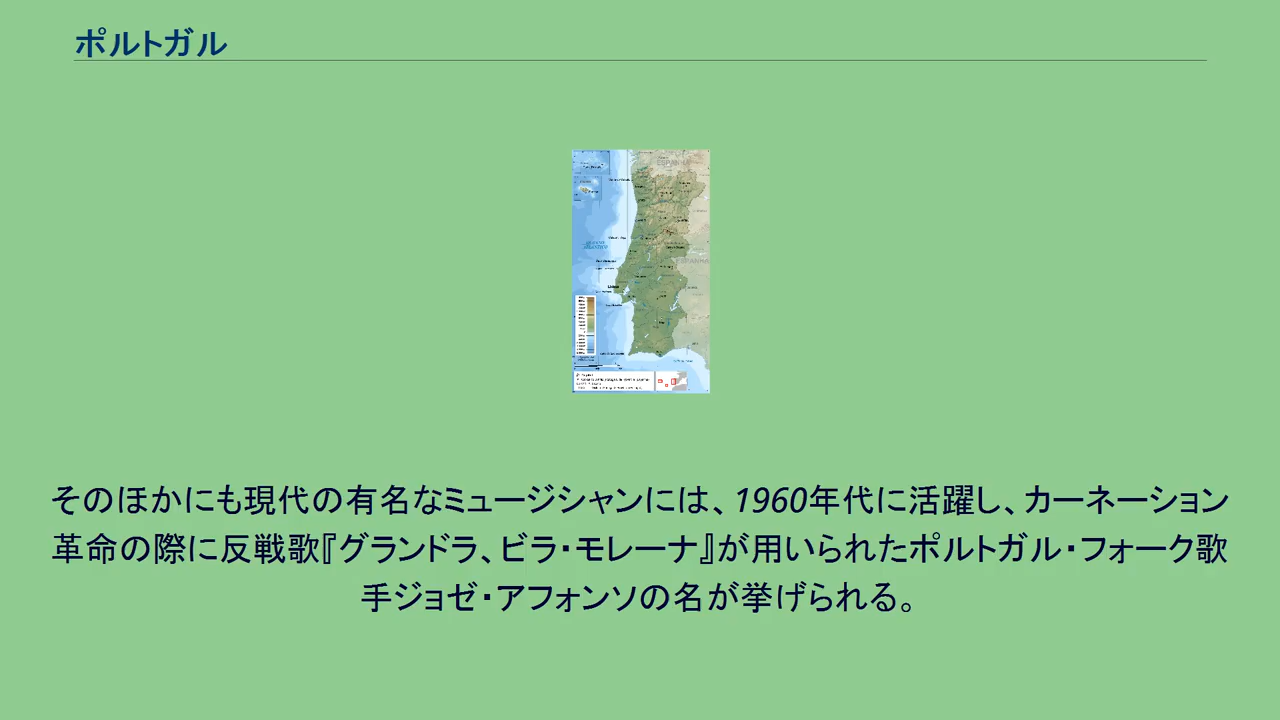 ポルトガル
ESPANHA
ESPANHA
Lisboa
そのほかにも現代の有名なミュージシャンには、1960年代に活躍し、カーネーション
革命の際に反戦歌『グランドラ、ビラ・モレーナ』が用いられたポルトガル・フォーク歌
手ジョゼ・アフォンソの名が挙げられる。